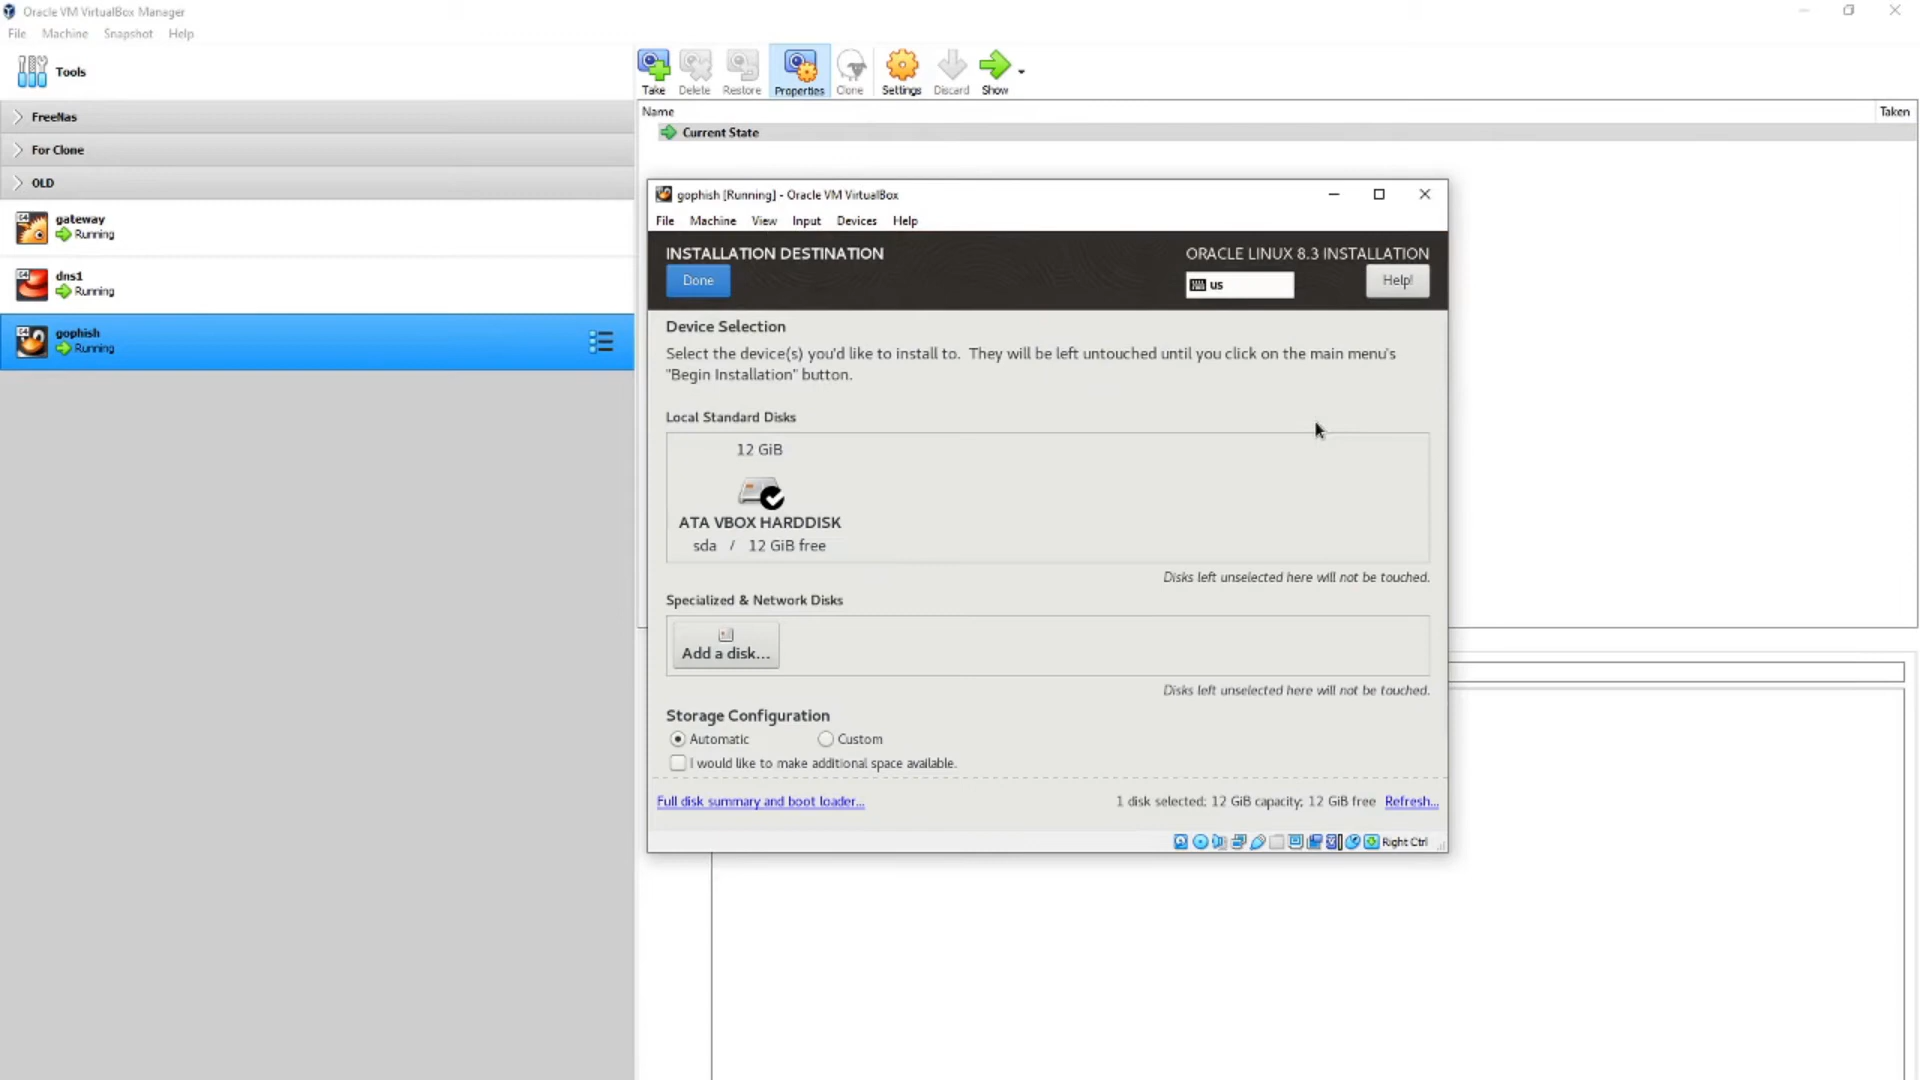 Oracle VM VirtualBox Manager
File Machine Snapshot Help
Tools
Take Delete Restore Properties Clone Settings Discard Show
FreeNas
For Clone
OLD
gateway
Running
dns1
Running
gophish
Running
Name Taken
Current State
gophish [Running] - Oracle VM VirtualBox
File Machine View Input Devices Help
INSTALLATION DESTINATION
ORACLE LINUX 8.3 INSTALLATION
Done
us
Help!
Device Selection
Select the device(s) you'd like to install to. They will be left untouched until you click on the main menu's
"Begin Installation" button.
Local Standard Disks
12 GiB
ATA VBOX HARDDISK
sda / 12 GiB free
Disks left unselected here will not be touched.
Specialized & Network Disks
Add a disk...
Disks left unselected here will not be touched.
Storage Configuration
Automatic Custom
I would like to make additional space available.
Full disk summary and boot loader...
1 disk selected; 12 GiB capacity; 12 GiB free Refresh...
Right Ctrl